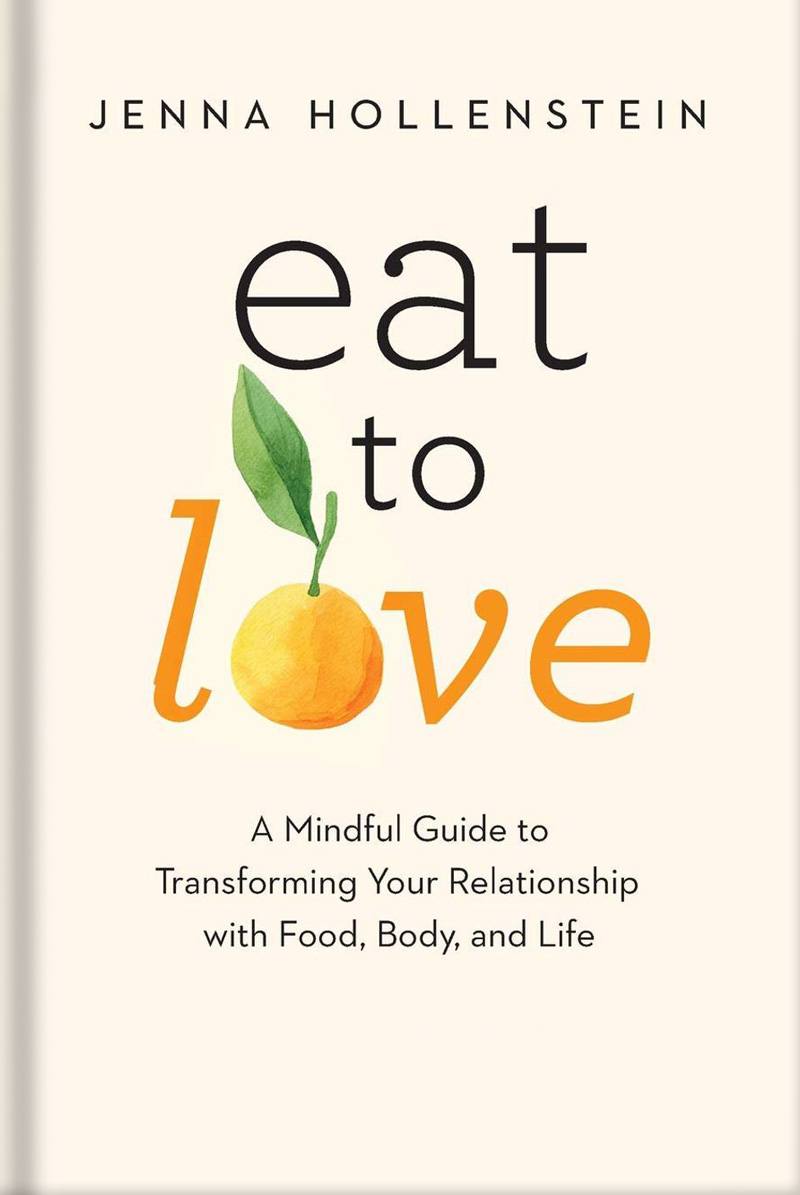 JENNA HOLLENSTEIN
eat
to
love
A Mindful Guide to
Transforming Your Relationship
with Food, Body, and Life